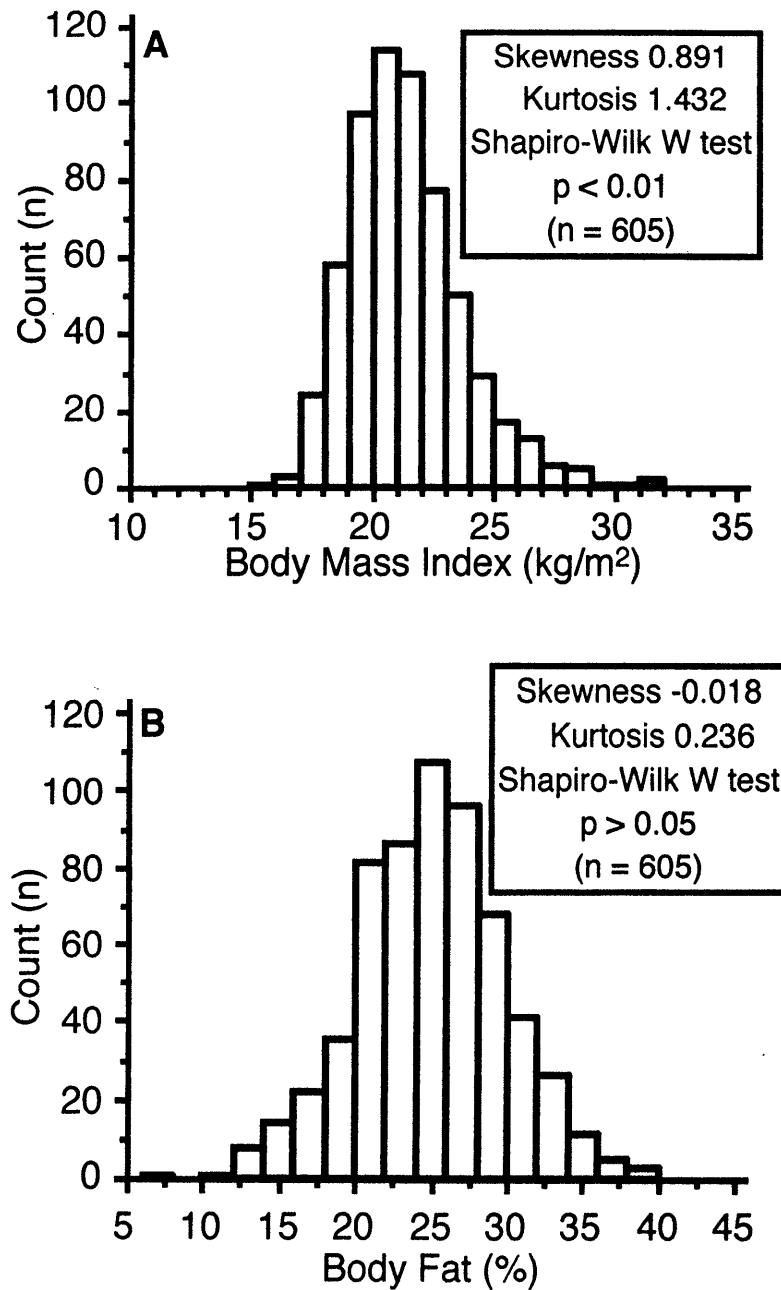 A
Skewness 0.891
Kurtosis 1.432
Shapiro-Wilk W test
p < 0.01
(n = 605)
Count (n)
120
100
80
60
40
20
0
10 15 20 25 30 35
Body Mass Index (kg/m²)
B
Skewness -0.018
Kurtosis 0.236
Shapiro-Wilk W test
p > 0.05
(n = 605)
Count (n)
120
100
80
60
40
20
0
5 10 15 20 25 30 35 40 45
Body Fat (%)